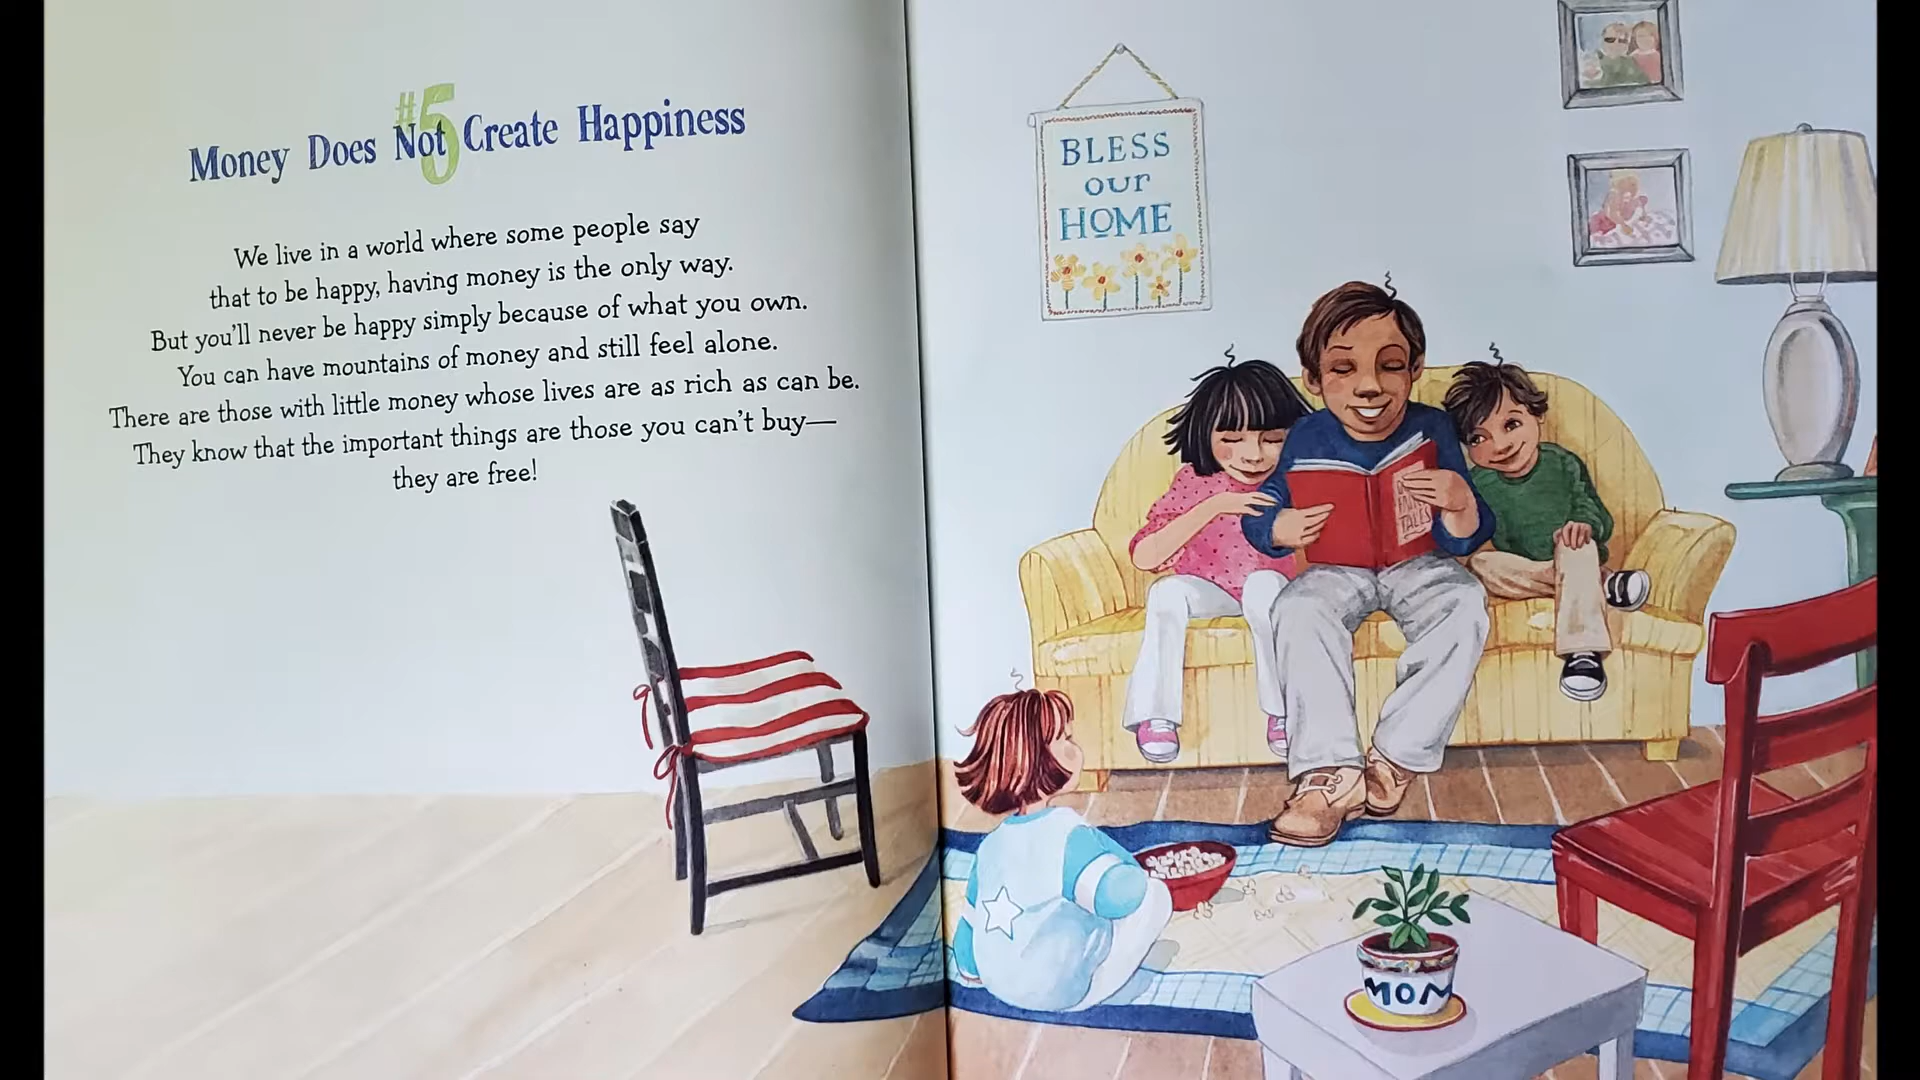 #5
Money Does Not Create Happiness
We live in a world where some people say
that to be happy, having money is the only way.
But you'll never be happy simply because of what you own.
You can have mountains of money and still feel alone.
There are those with little money whose lives are as rich as can be.
They know that the important things are those you can't buy—
they are free!
BLESS
our
HOME
TALES
MOM